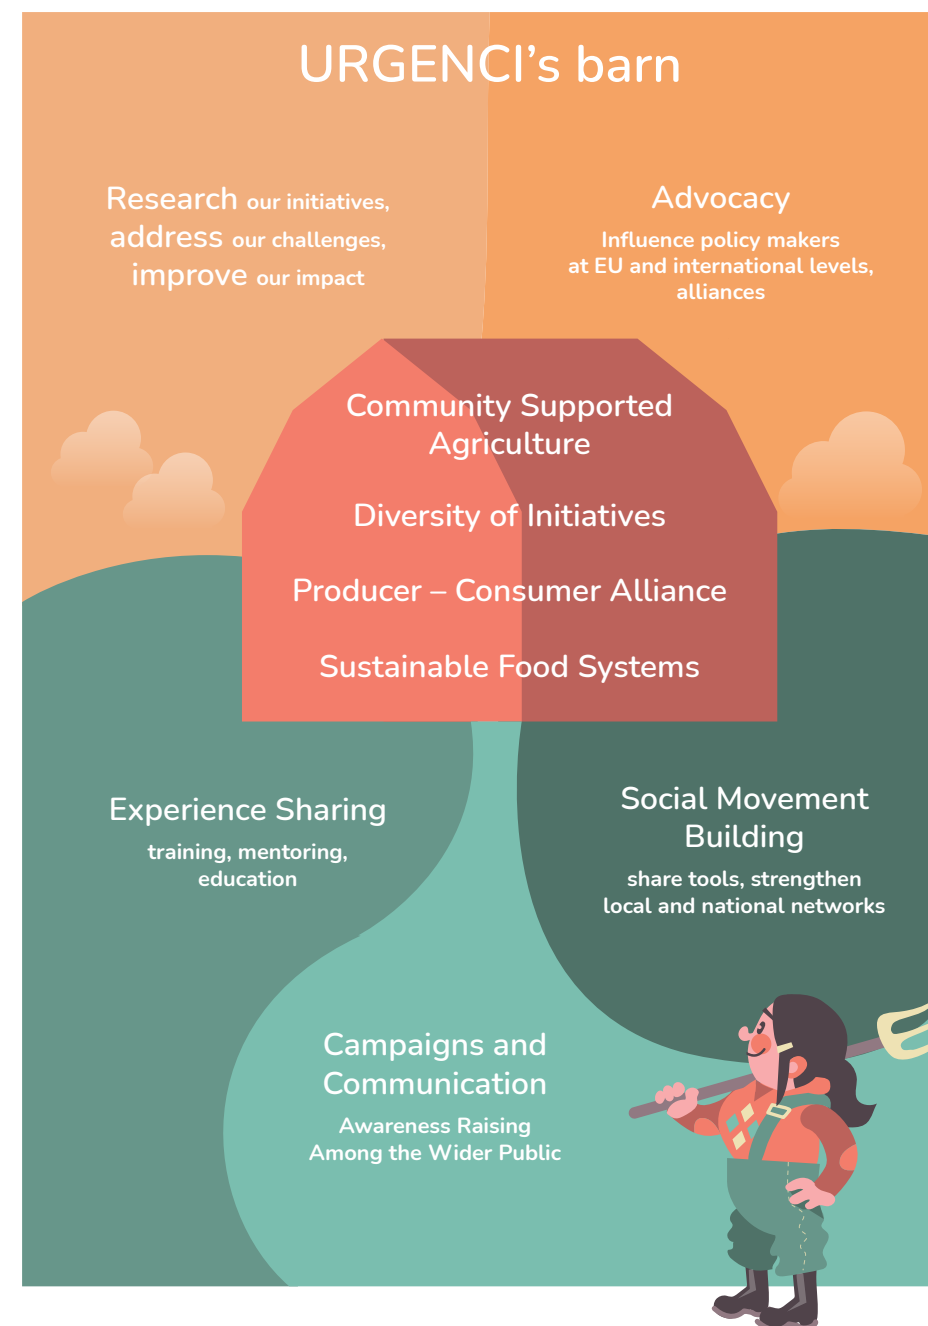 URGENCI’s barn
Research our initiatives,
address our challenges,
improve our impact
Advocacy
Influence policy makers
at EU and international levels,
alliances
Community Supported
Agriculture
Diversity of Initiatives
Producer – Consumer Alliance
Sustainable Food Systems
Experience Sharing
training, mentoring,
education
Social Movement
Building
share tools, strengthen
local and national networks
Campaigns and
Communication
Awareness Raising
Among the Wider Public